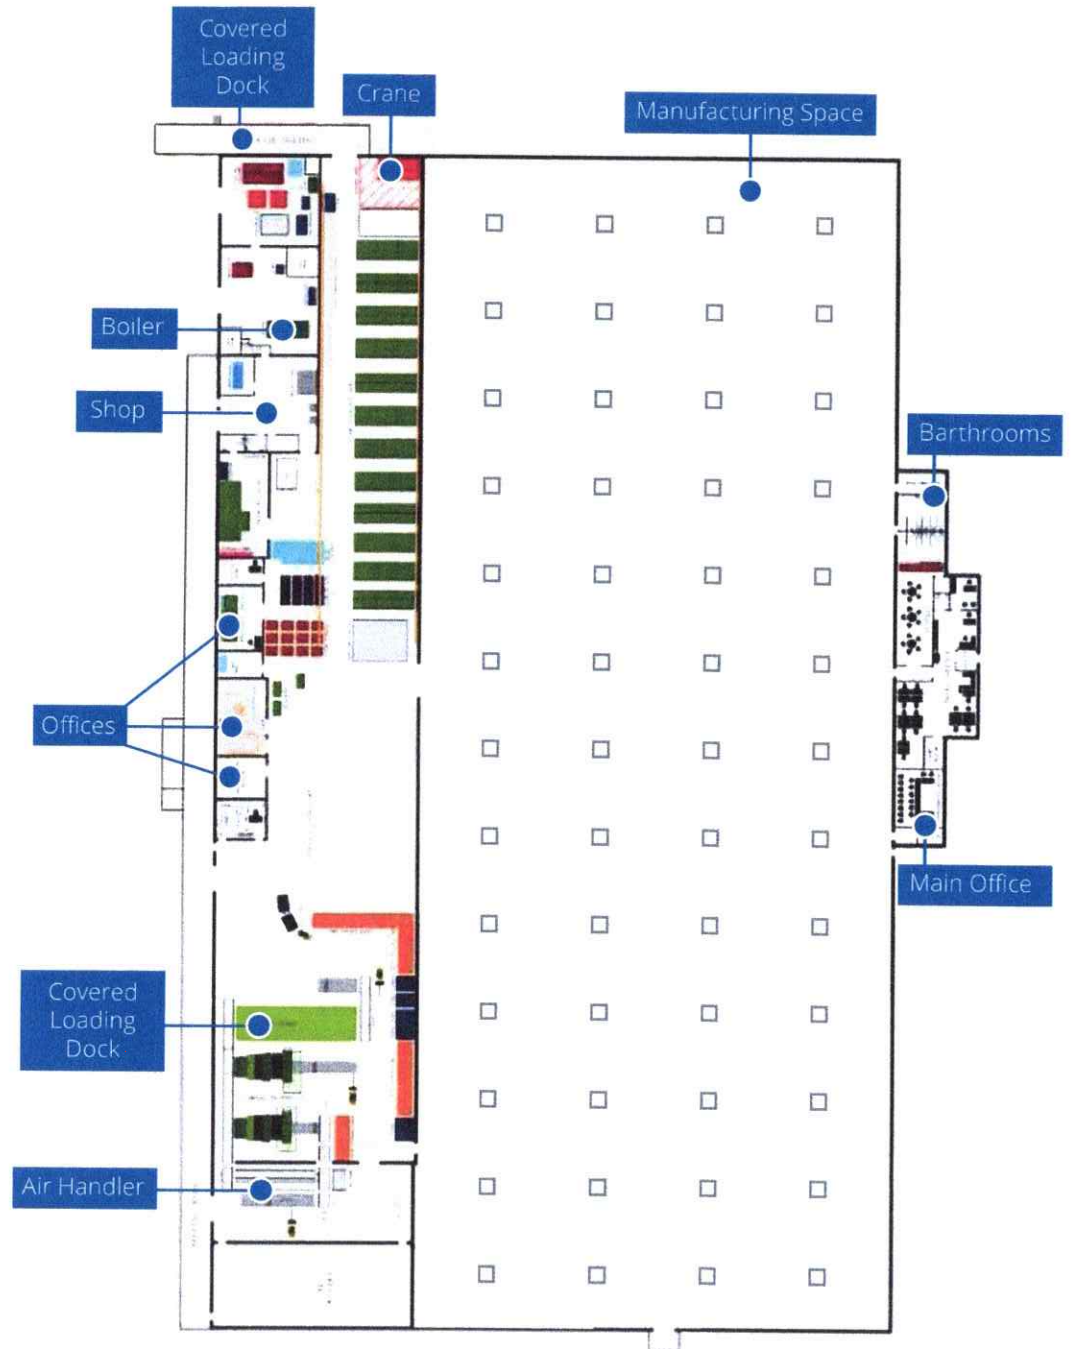 Covered
Loading
Dock
Crane
Manufacturing Space
Boiler
Shop
Barthrooms
Offices
Main Office
Covered
Loading
Dock
Air Handler